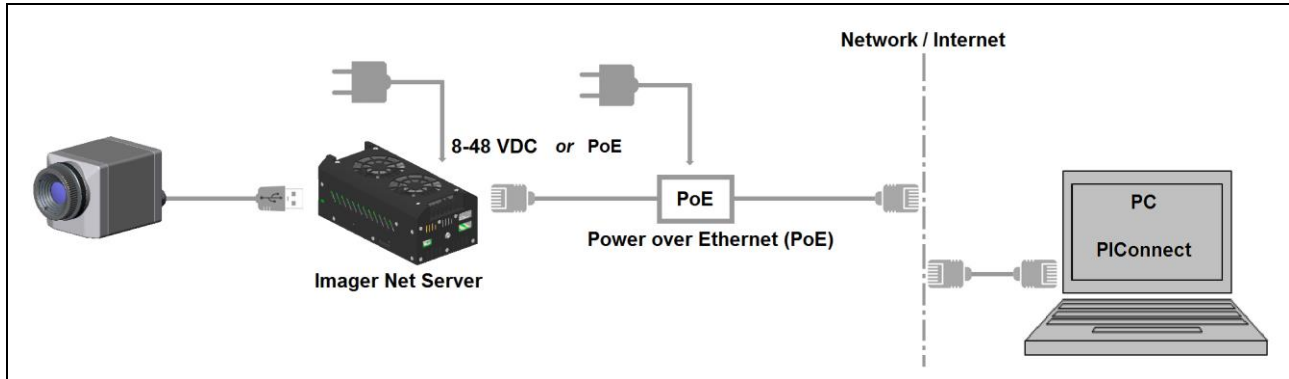 Network / Internet
8-48 VDC or PoE
PoE
Power over Ethernet (PoE)
Imager Net Server
PC
PIConnect